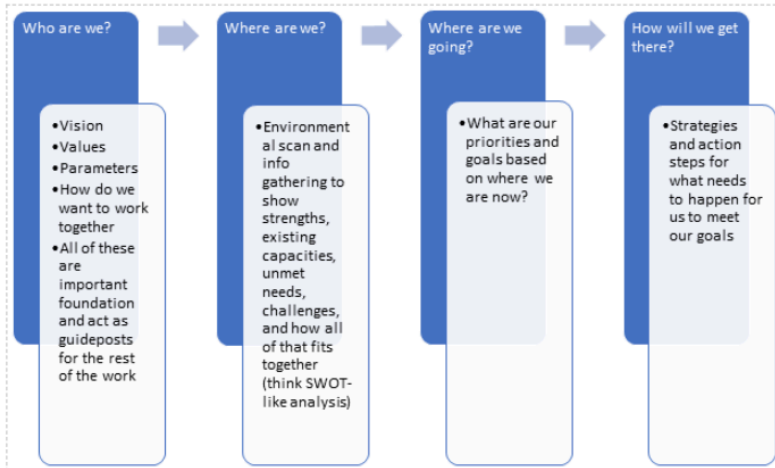 Who are we?
•Vision
•Values
•Parameters
•How do we
want to work
together
•All of these
are
important
foundation
and act as
guideposts
for the rest
of the work
Where are we?
•Environment
al scan and
info
gathering to
show
strengths,
existing
capacities,
unmet
needs,
challenges,
and how all
of that fits
together
(think SWOT-
like analysis)
Where are we
going?
•What are our
priorities and
goals based
on where we
are now?
How will we get
there?
•Strategies
and action
steps for
what needs
to happen for
us to meet
our goals